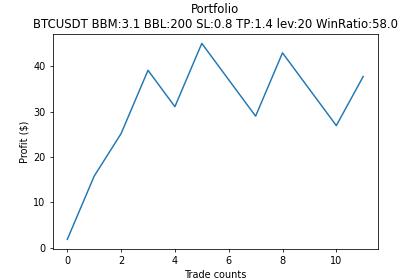 Portfolio
BTCUSDT BBM:3.1 BBL:200 SL:0.8 TP:1.4 lev:20 WinRatio:58.0
40
30
20
10
0
Profit ($)
0 2 4 6 8 10
Trade counts